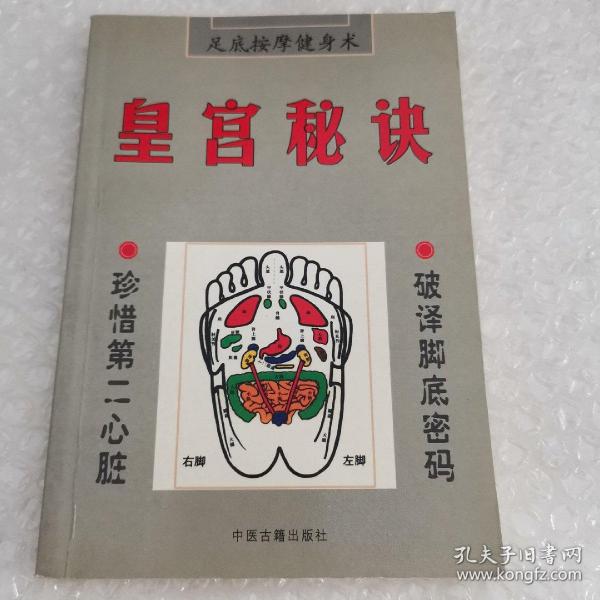 足底按摩健身术
皇宫秘诀
珍惜第二心脏
破译脚底密码
右脚
左脚
中医古籍出版社
孔夫子旧书网
www.kongfz.com